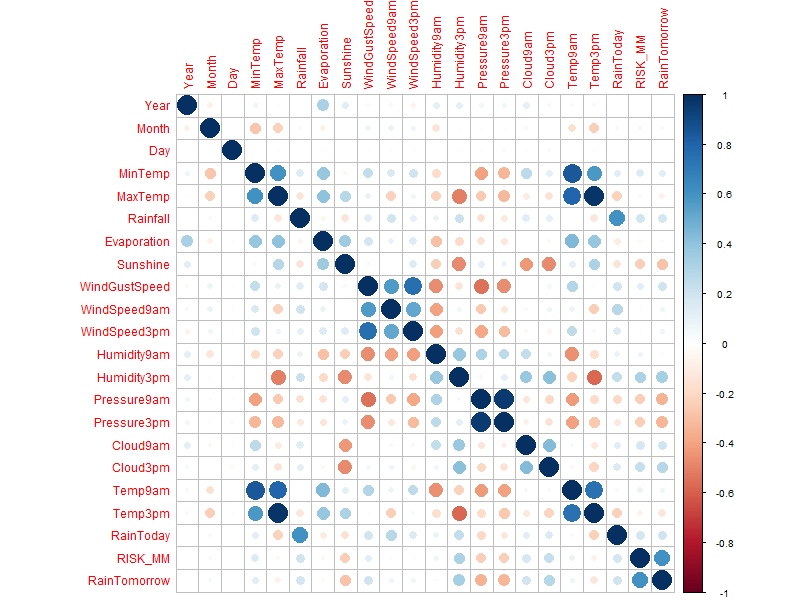 Year
Month
Day
MinTemp
MaxTemp
Rainfall
Evaporation
Sunshine
WindGustSpeed
WindSpeed9am
WindSpeed3pm
Humidity9am
Humidity3pm
Pressure9am
Pressure3pm
Cloud9am
Cloud3pm
Temp9am
Temp3pm
RainToday
RISK_MM
RainTomorrow
Year
Month
Day
MinTemp
MaxTemp
Rainfall
Evaporation
Sunshine
WindGustSpeed
WindSpeed9am
WindSpeed3pm
Humidity9am
Humidity3pm
Pressure9am
Pressure3pm
Cloud9am
Cloud3pm
Temp9am
Temp3pm
RainToday
RISK_MM
RainTomorrow
1
0.8
0.6
0.4
0.2
0
-0.2
-0.4
-0.6
-0.8
-1